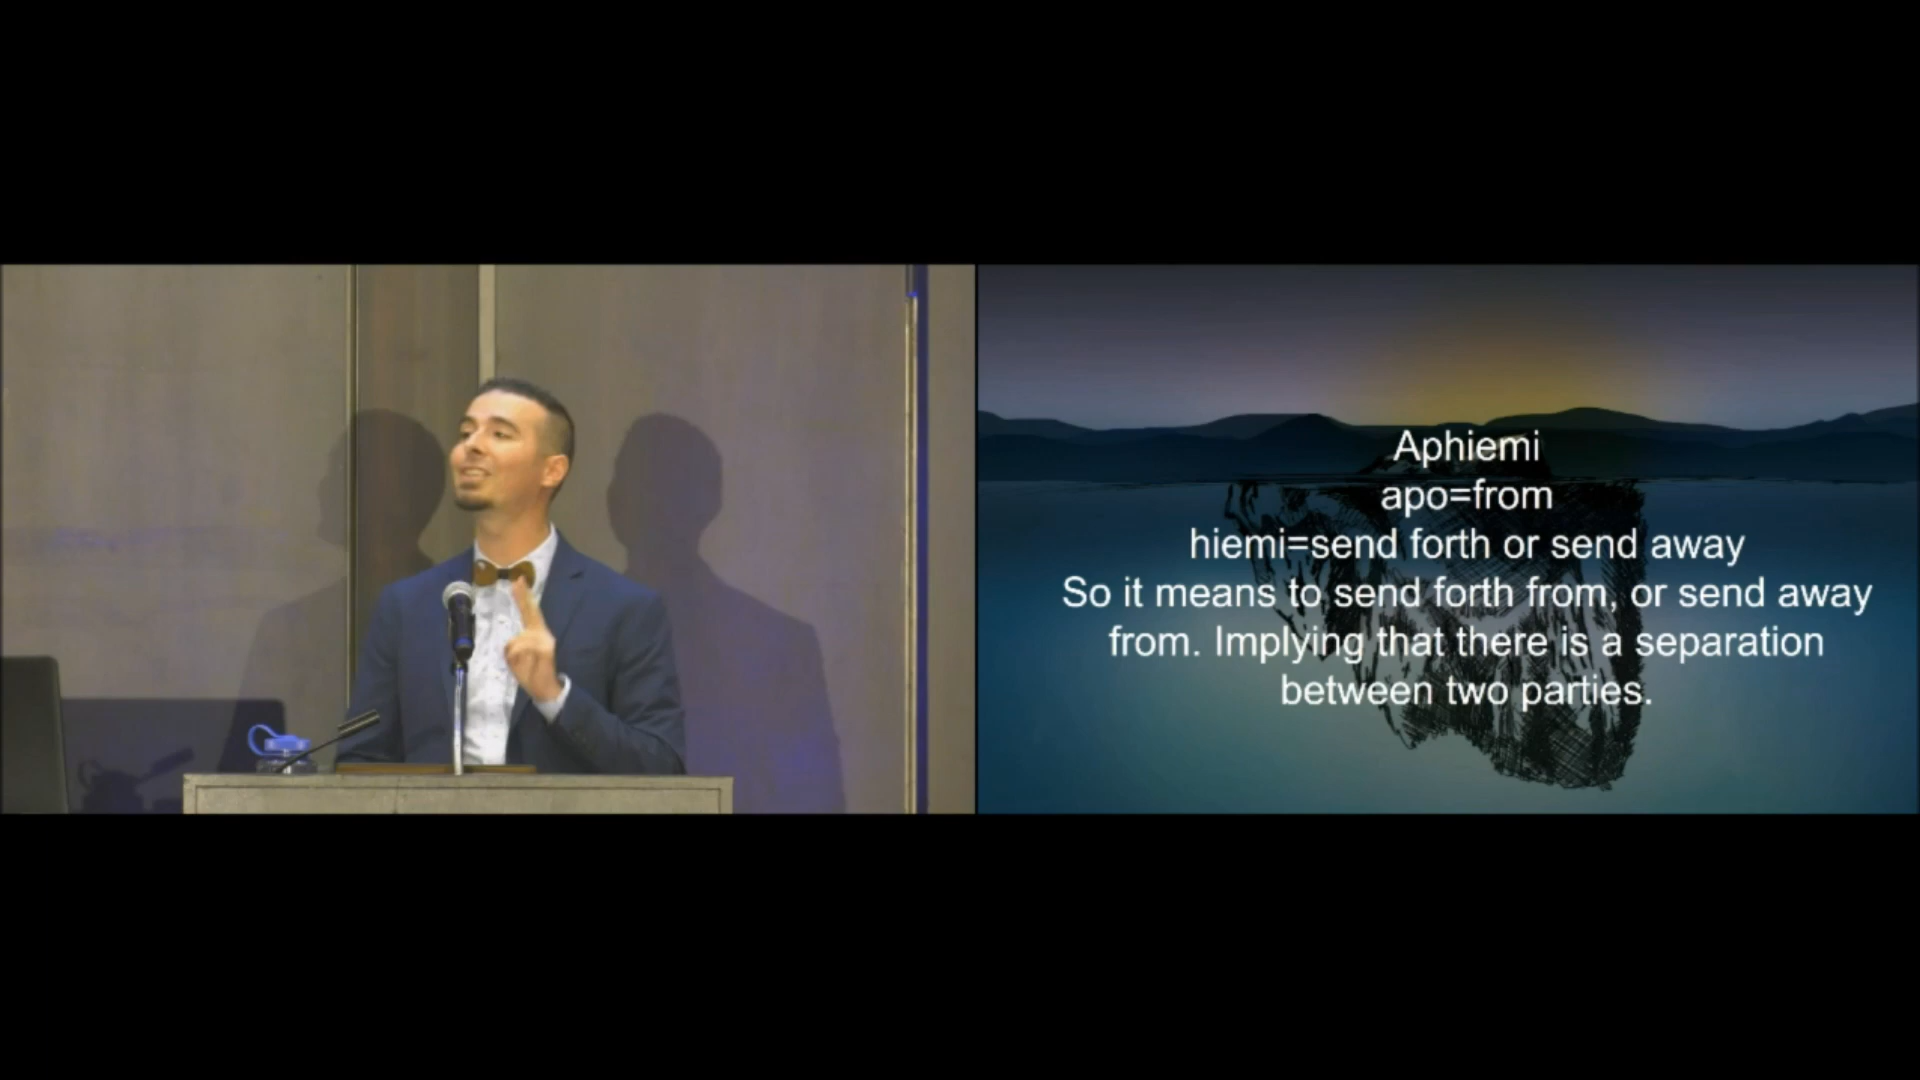 Aphiemi
apo=from
hiemi=send forth or send away
So it means to send forth from, or send away
from. Implying that there is a separation
between two parties.